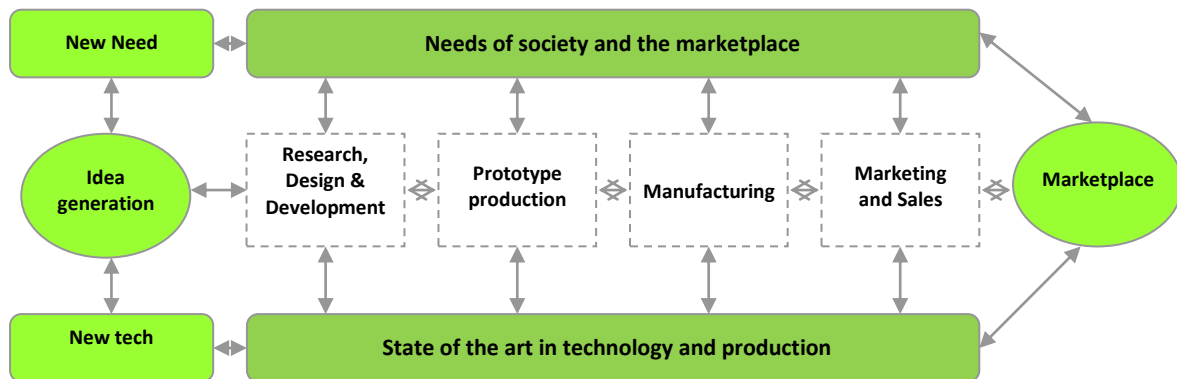 New Need
Needs of society and the marketplace
Idea
generation
Research,
Design &
Development
Prototype
production
Manufacturing
Marketing
and Sales
Marketplace
New tech
State of the art in technology and production